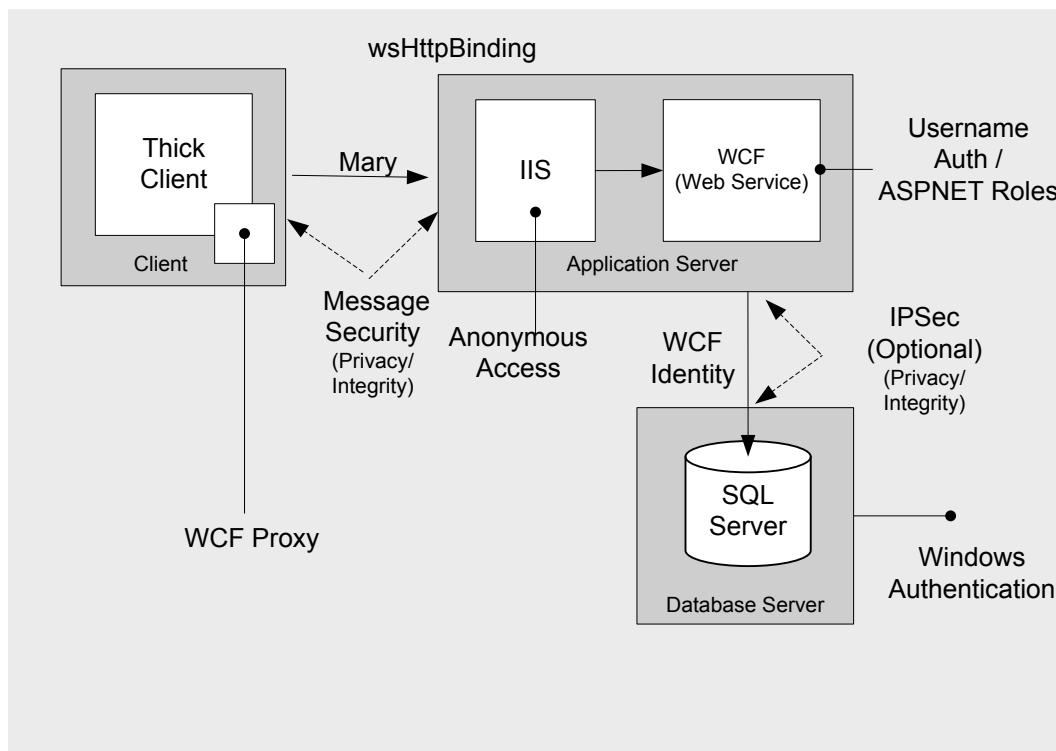 wsHttpBinding
Thick
Client
Client
Mary
IIS
WCF
(Web Service)
Application Server
Username
Auth /
ASPNET Roles
Message
Security
(Privacy/
Integrity)
Anonymous
Access
WCF
Identity
IPSec
(Optional)
(Privacy/
Integrity)
WCF Proxy
SQL
Server
Database Server
Windows
Authentication